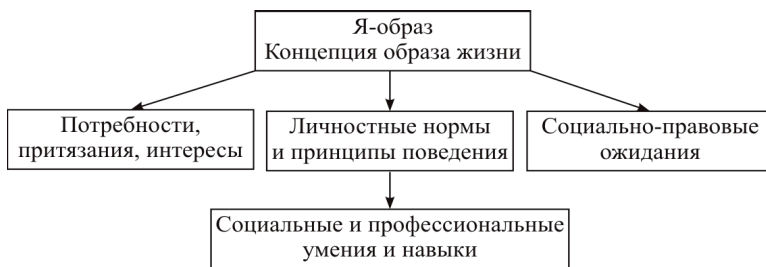 Я-образ
Концепция образа жизни
Потребности,
притязания, интересы
Личностные нормы
и принципы поведения
Социально-правовые
ожидания
Социальные и профессиональные
умения и навыки